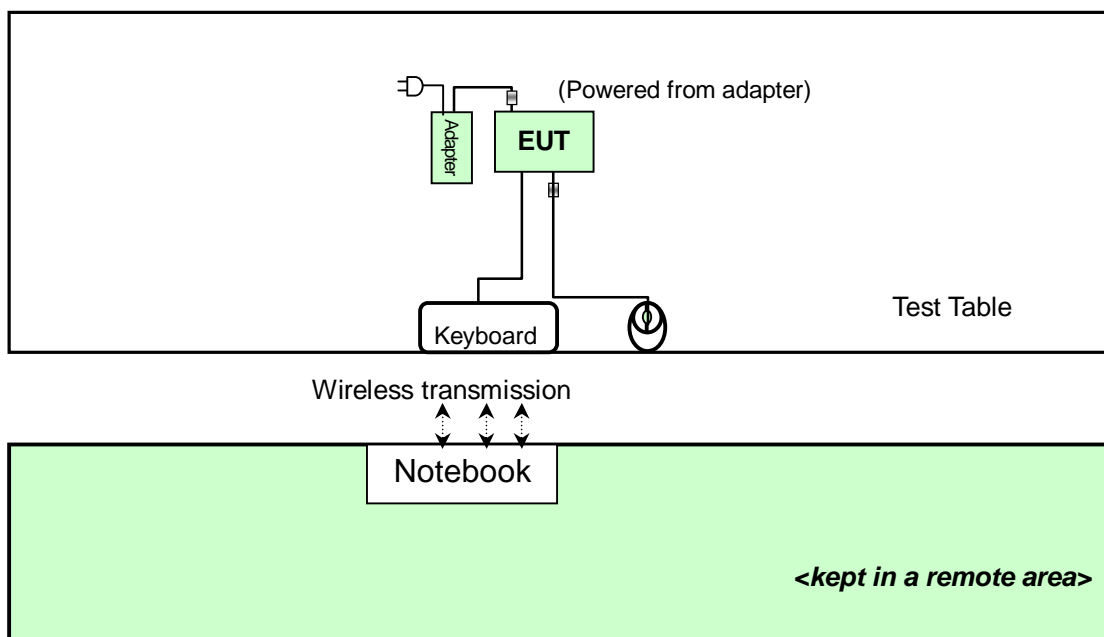 (Powered from adapter)
Adapter
EUT
Test Table
Keyboard
Wireless transmission
Notebook
<kept in a remote area>